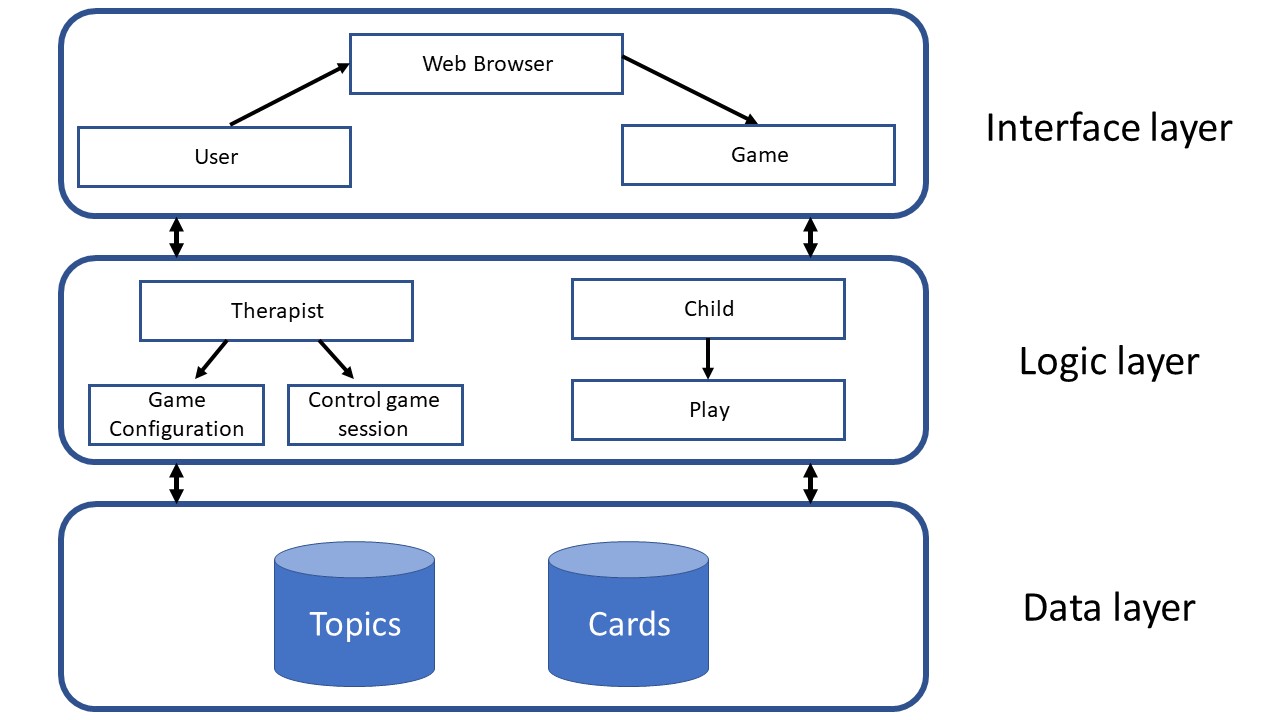 Web Browser
User
Game
Interface layer
Therapist
Child
Game
Configuration
Control game
session
Play
Logic layer
Topics
Cards
Data layer